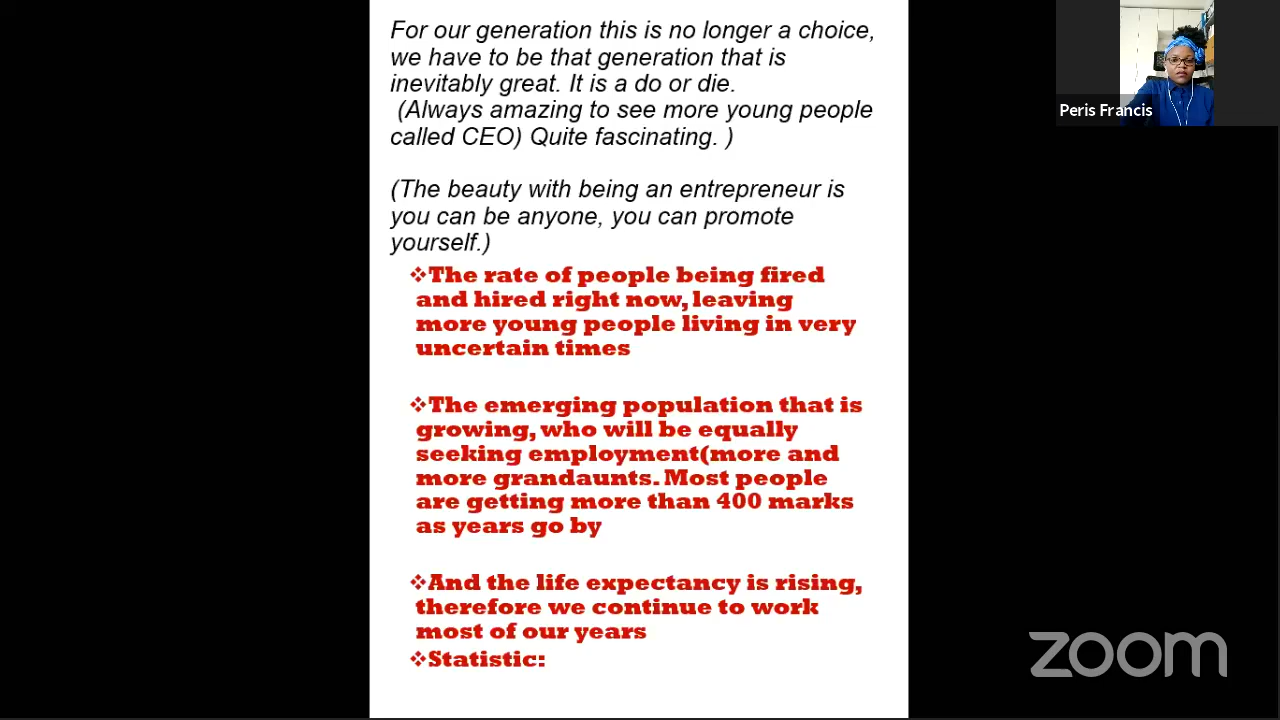 For our generation this is no longer a choice,
we have to be that generation that is
inevitably great. It is a do or die.
(Always amazing to see more young people
called CEO) Quite fascinating. )
(The beauty with being an entrepreneur is
you can be anyone, you can promote
yourself.)
❖The rate of people being fired
and hired right now, leaving
more young people living in very
uncertain times
❖The emerging population that is
growing, who will be equally
seeking employment(more and
more grandaunts. Most people
are getting more than 400 marks
as years go by
❖And the life expectancy is rising,
therefore we continue to work
most of our years
❖Statistic:
Peris Francis
zoom